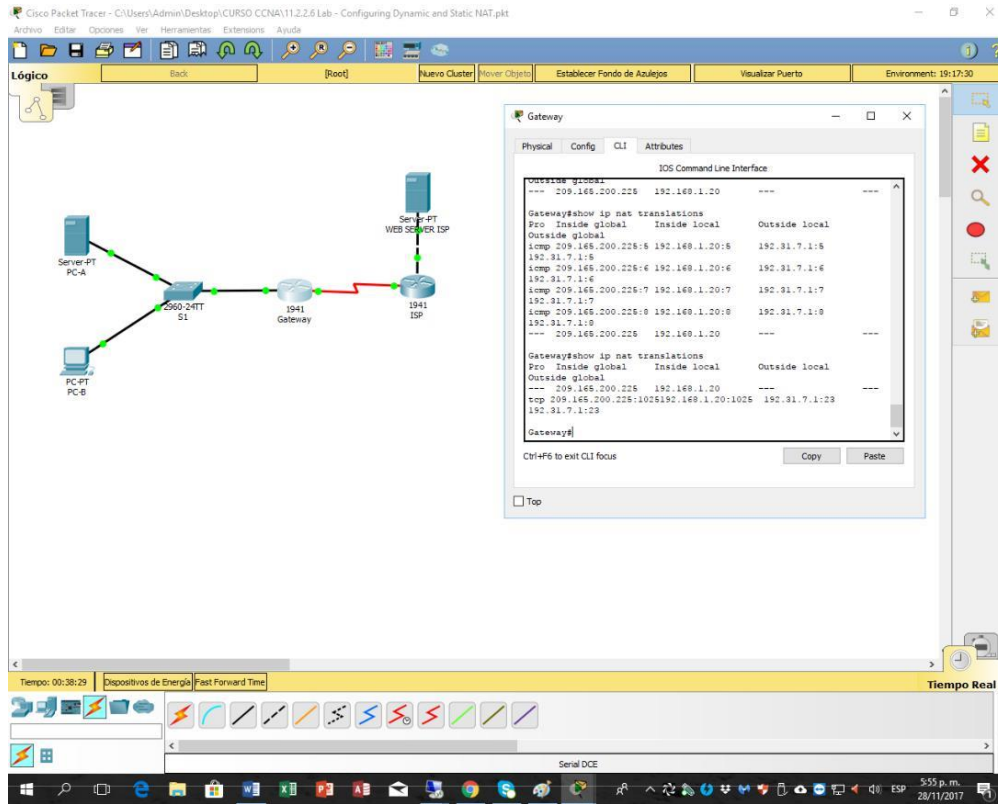 Cisco Packet Tracer - C:\Users\Admin\Desktop\CURSO CCNA\11.2.2.6 Lab - Configuring Dynamic and Static NAT.pkt
Archivo Editar Opciones Ver Herramientas Extensions Ayuda
Lógico Back [Root] Nuevo Cluster Mover Objeto Establecer Fondo de Azulejos Visualizar Puerto Environment: 19:17:30
Server-PT
PC-A
PC-PT
PC-B
2960-24TT
S1
1941
Gateway
Server-PT
WEB SERVER ISP
1941
ISP
Gateway
Physical Config CLI Attributes
IOS Command Line Interface
Outside global
--- 209.165.200.225 192.168.1.20 --- ---
Gateway#show ip nat translations
Pro Inside global Inside local Outside local
Outside global
icmp 209.165.200.225:5 192.168.1.20:5 192.31.7.1:5
192.31.7.1:5
icmp 209.165.200.225:6 192.168.1.20:6 192.31.7.1:6
192.31.7.1:6
icmp 209.165.200.225:7 192.168.1.20:7 192.31.7.1:7
192.31.7.1:7
icmp 209.165.200.225:8 192.168.1.20:8 192.31.7.1:8
192.31.7.1:8
--- 209.165.200.225 192.168.1.20 --- ---
Gateway#show ip nat translations
Pro Inside global Inside local Outside local
Outside global
--- 209.165.200.225 192.168.1.20 --- ---
tcp 209.165.200.225:1025192.168.1.20:1025 192.31.7.1:23
192.31.7.1:23
Gateway#
Ctrl+F6 to exit CLI focus Copy Paste
Top
Tiempo: 00:38:29 Dispositivos de Energía Fast Forward Time Tiempo Real
Serial DCE
ESP 5:55 p. m.
28/11/2017